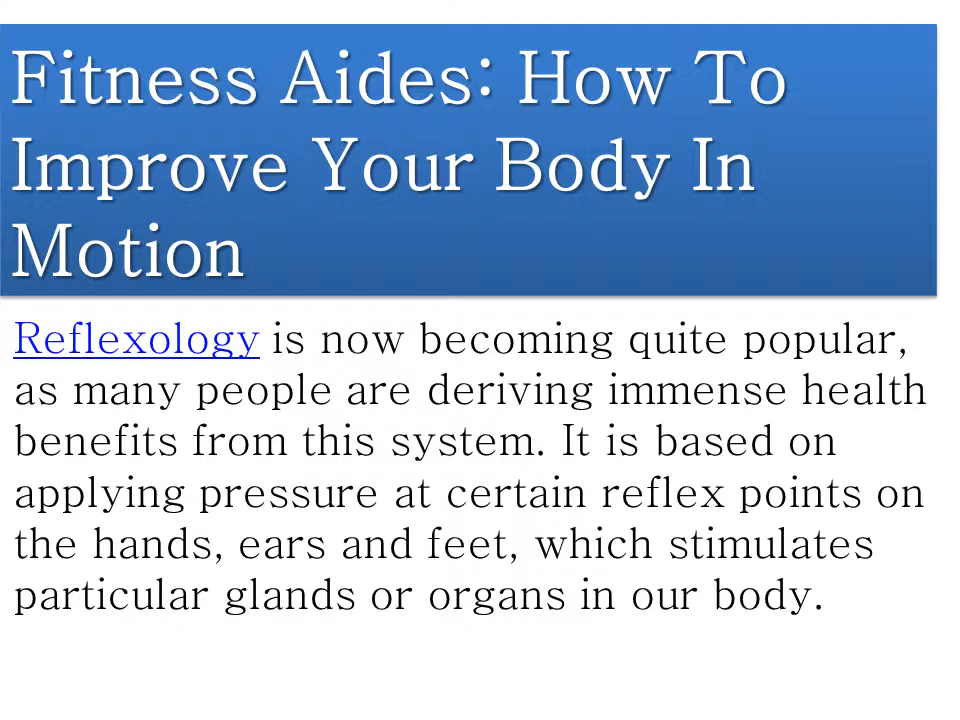 Fitness Aides: How To
Improve Your Body In
Motion
Reflexology is now becoming quite popular,
as many people are deriving immense health
benefits from this system. It is based on
applying pressure at certain reflex points on
the hands, ears and feet, which stimulates
particular glands or organs in our body.